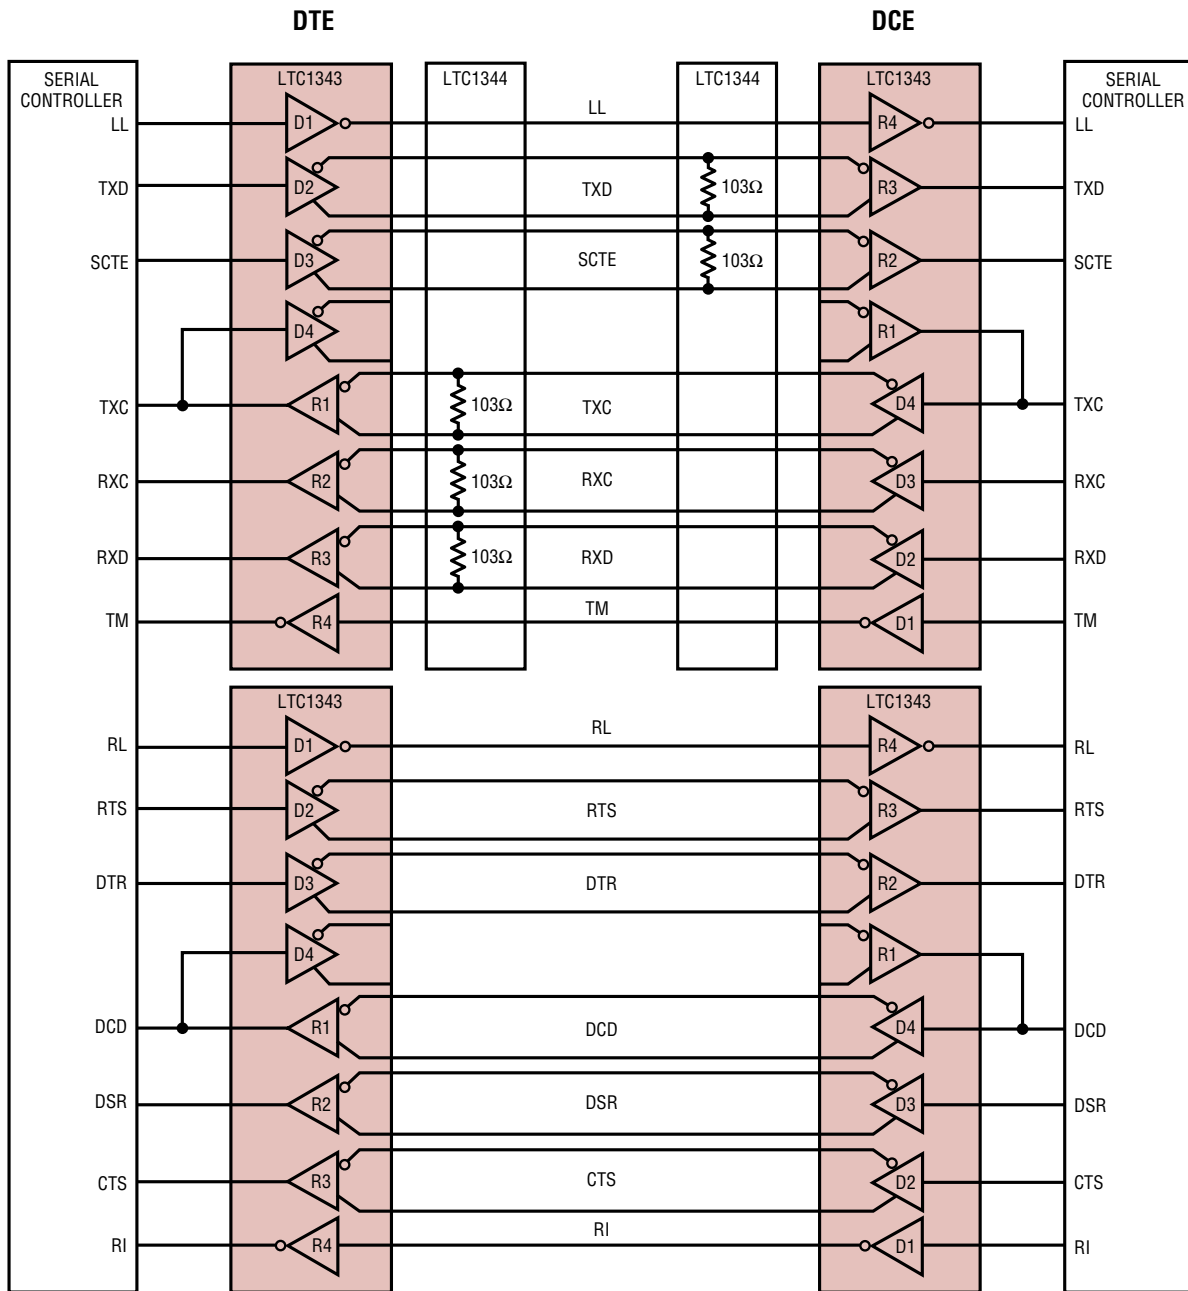 DTE DCE
SERIAL CONTROLLER LTC1343 LTC1344 LTC1344 LTC1343 SERIAL CONTROLLER
LL D1 LL R4 LL
TXD D2 TXD 103Ω R3 TXD
SCTE D3 SCTE 103Ω R2 SCTE
D4 R1
TXC R1 103Ω TXC D4 TXC
RXC R2 103Ω RXC D3 RXC
RXD R3 103Ω RXD D2 RXD
TM R4 TM D1 TM
LTC1343 LTC1343
RL D1 RL R4 RL
RTS D2 RTS R3 RTS
DTR D3 DTR R2 DTR
D4 R1
DCD R1 DCD D4 DCD
DSR R2 DSR D3 DSR
CTS R3 CTS D2 CTS
RI R4 RI D1 RI